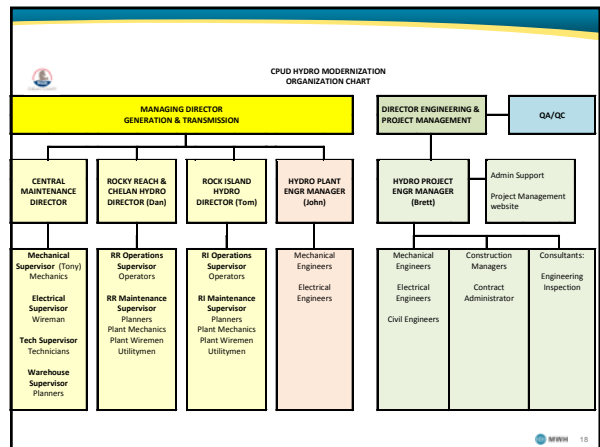 CPUD HYDRO MODERNIZATION
ORGANIZATION CHART
MANAGING DIRECTOR
GENERATION & TRANSMISSION
DIRECTOR ENGINEERING &
PROJECT MANAGEMENT
QA/QC
CENTRAL
MAINTENANCE
DIRECTOR
ROCKY REACH &
CHELAN HYDRO
DIRECTOR (Dan)
ROCK ISLAND
HYDRO
DIRECTOR (Tom)
HYDRO PLANT
ENGR MANAGER
(John)
HYDRO PROJECT
ENGR MANAGER
(Brett)
Admin Support
Project Management
website
Mechanical
Supervisor (Tony)
Mechanics
Electrical
Supervisor
Wireman
Tech Supervisor
Technicians
Warehouse
Supervisor
Planners
RR Operations
Supervisor
Operators
RR Maintenance
Supervisor
Planners
Plant Mechanics
Plant Wiremen
Utilitymen
RI Operations
Supervisor
Operators
RI Maintenance
Supervisor
Planners
Plant Mechanics
Plant Wiremen
Utilitymen
Mechanical
Engineers
Electrical
Engineers
Mechanical
Engineers
Electrical
Engineers
Civil Engineers
Construction
Managers
Contract
Administrator
Consultants:
Engineering
Inspection
MWH 18